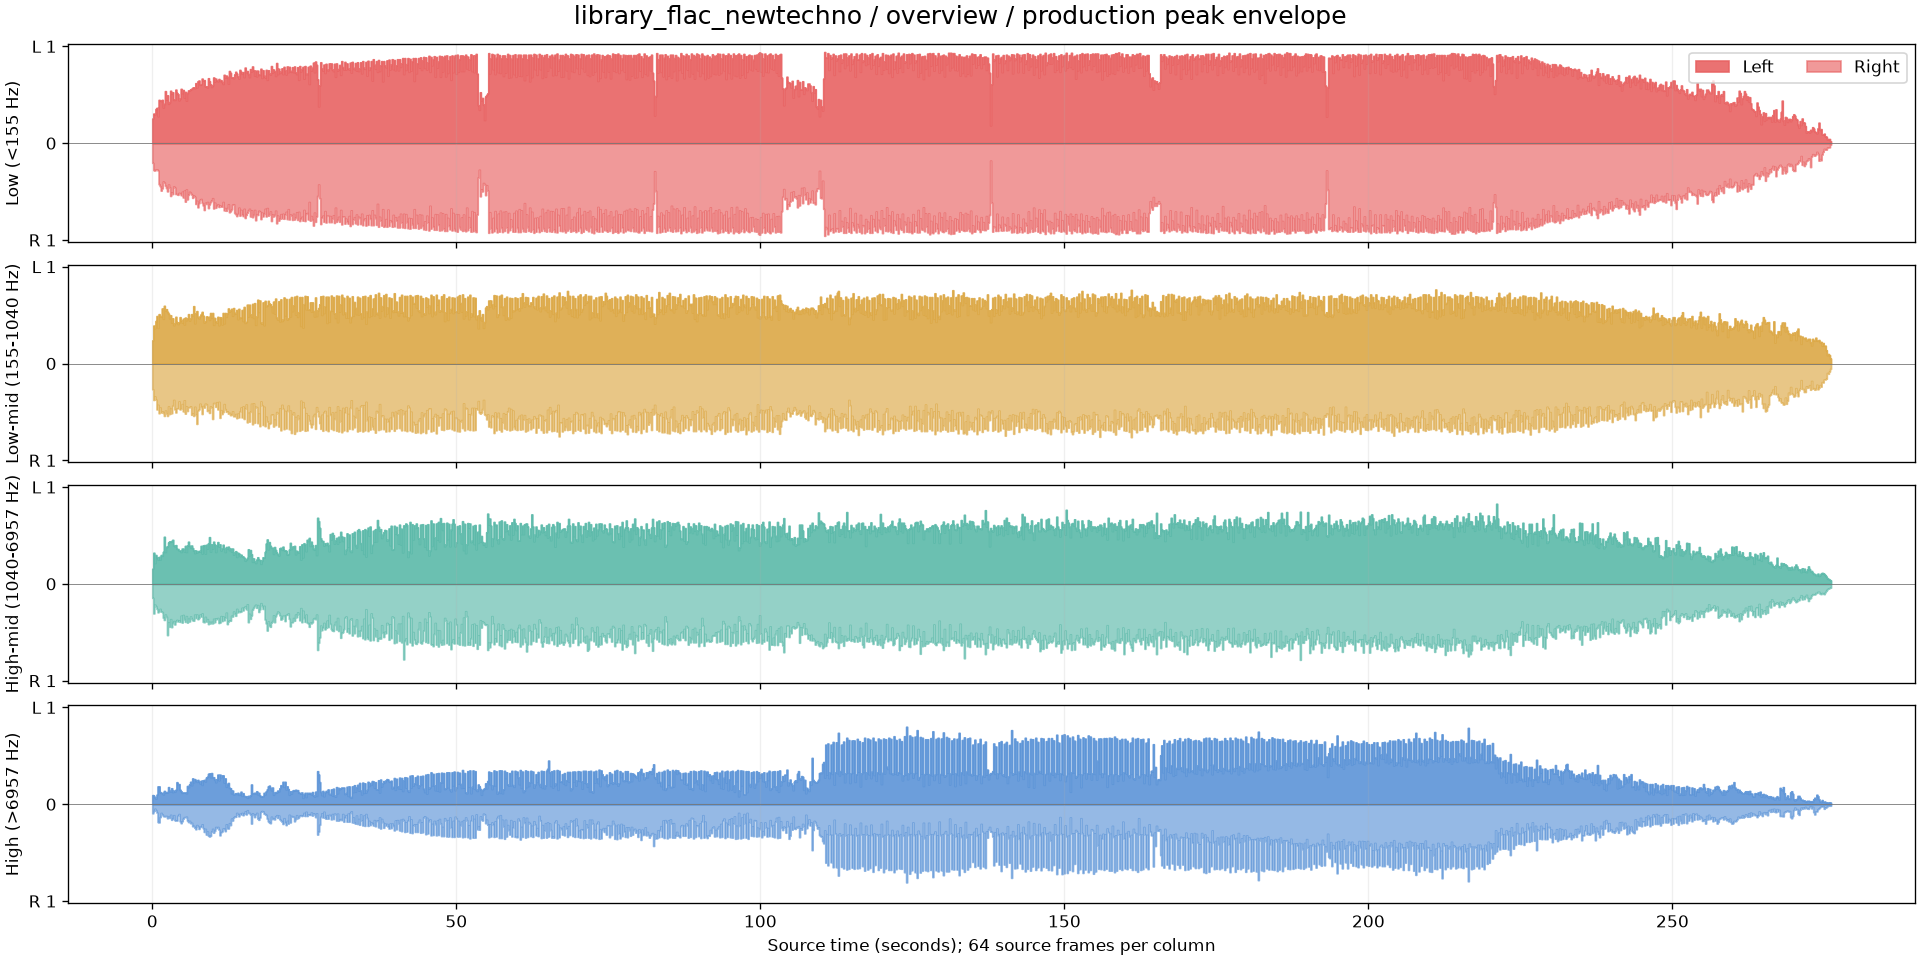 library_flac_newtechno / overview / production peak envelope
L 1
0
R 1
Low (<155 Hz)
Left
Right
L 1
0
R 1
Low-mid (155-1040 Hz)
L 1
0
R 1
High-mid (1040-6957 Hz)
L 1
0
R 1
High (>6957 Hz)
0
50
100
150
200
250
Source time (seconds); 64 source frames per column